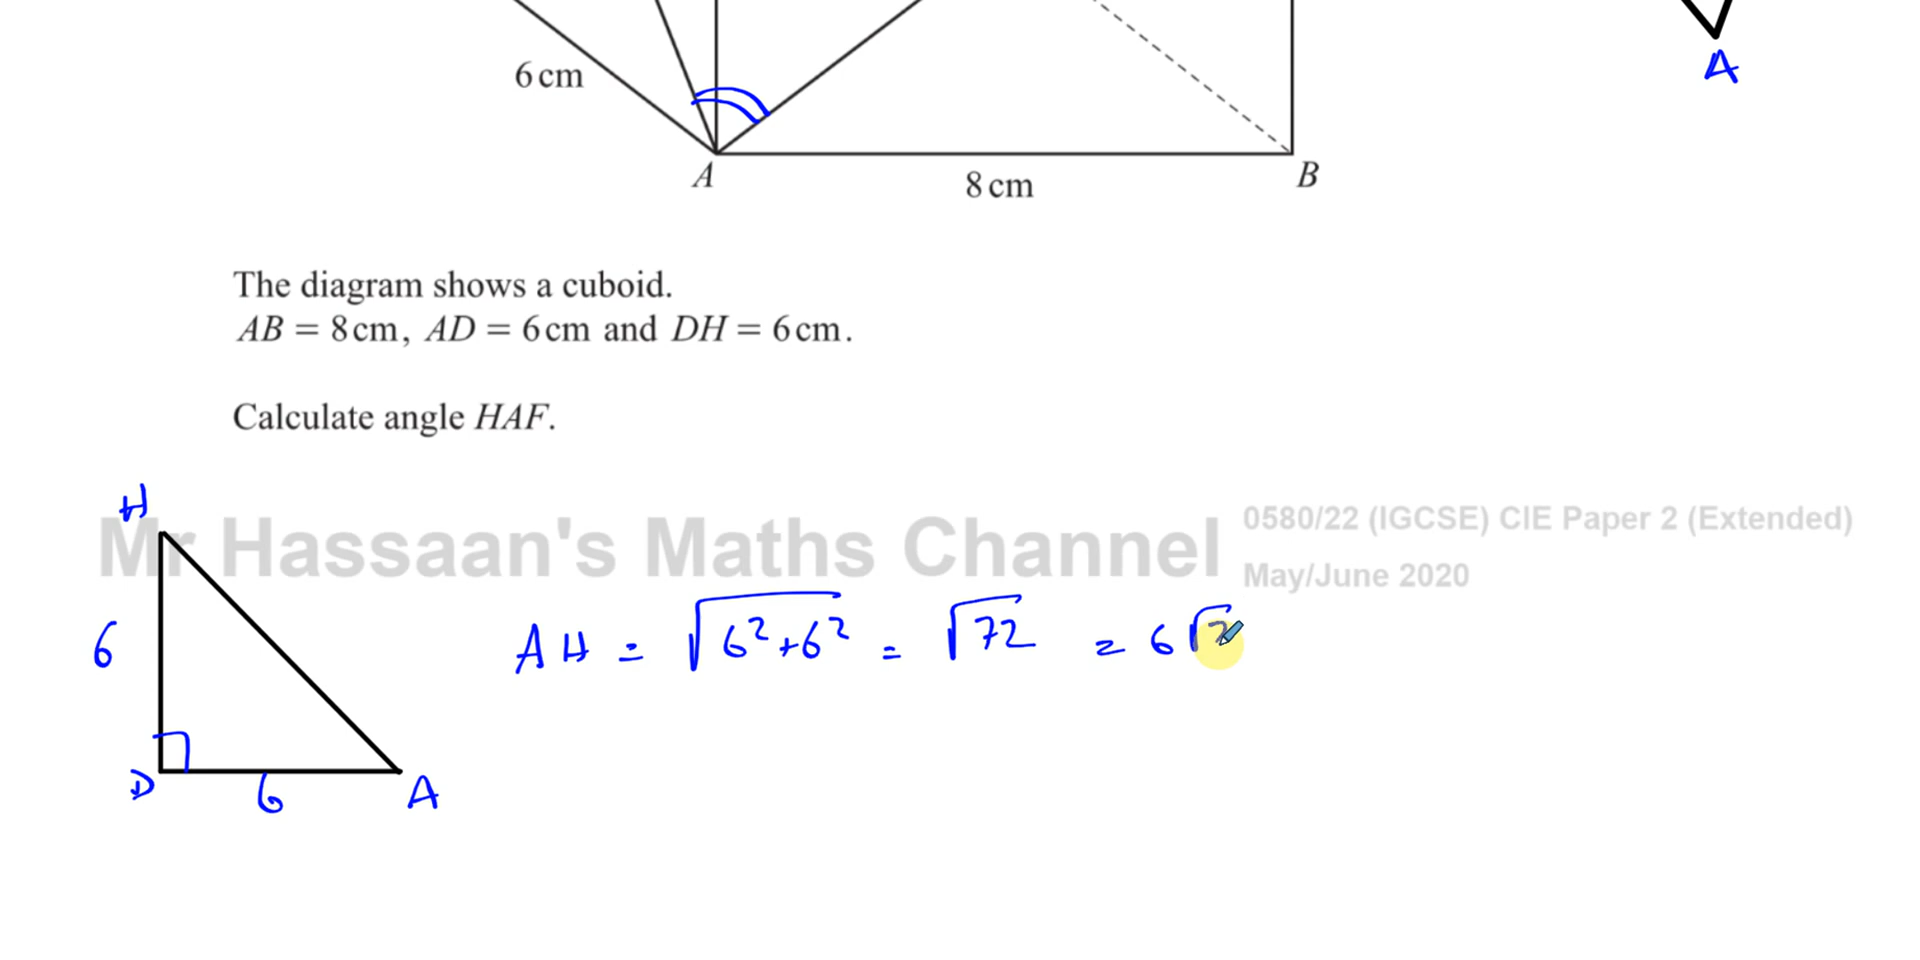 A
6 cm
A
8 cm
B
The diagram shows a cuboid.
AB = 8 cm, AD = 6 cm and DH = 6 cm.
Calculate angle HAF.
H
Mr Hassaan's Maths Channel
0580/22 (IGCSE) CIE Paper 2 (Extended)
May/June 2020
6
AH = √6²+6² = √72 = 6√
D
6
A